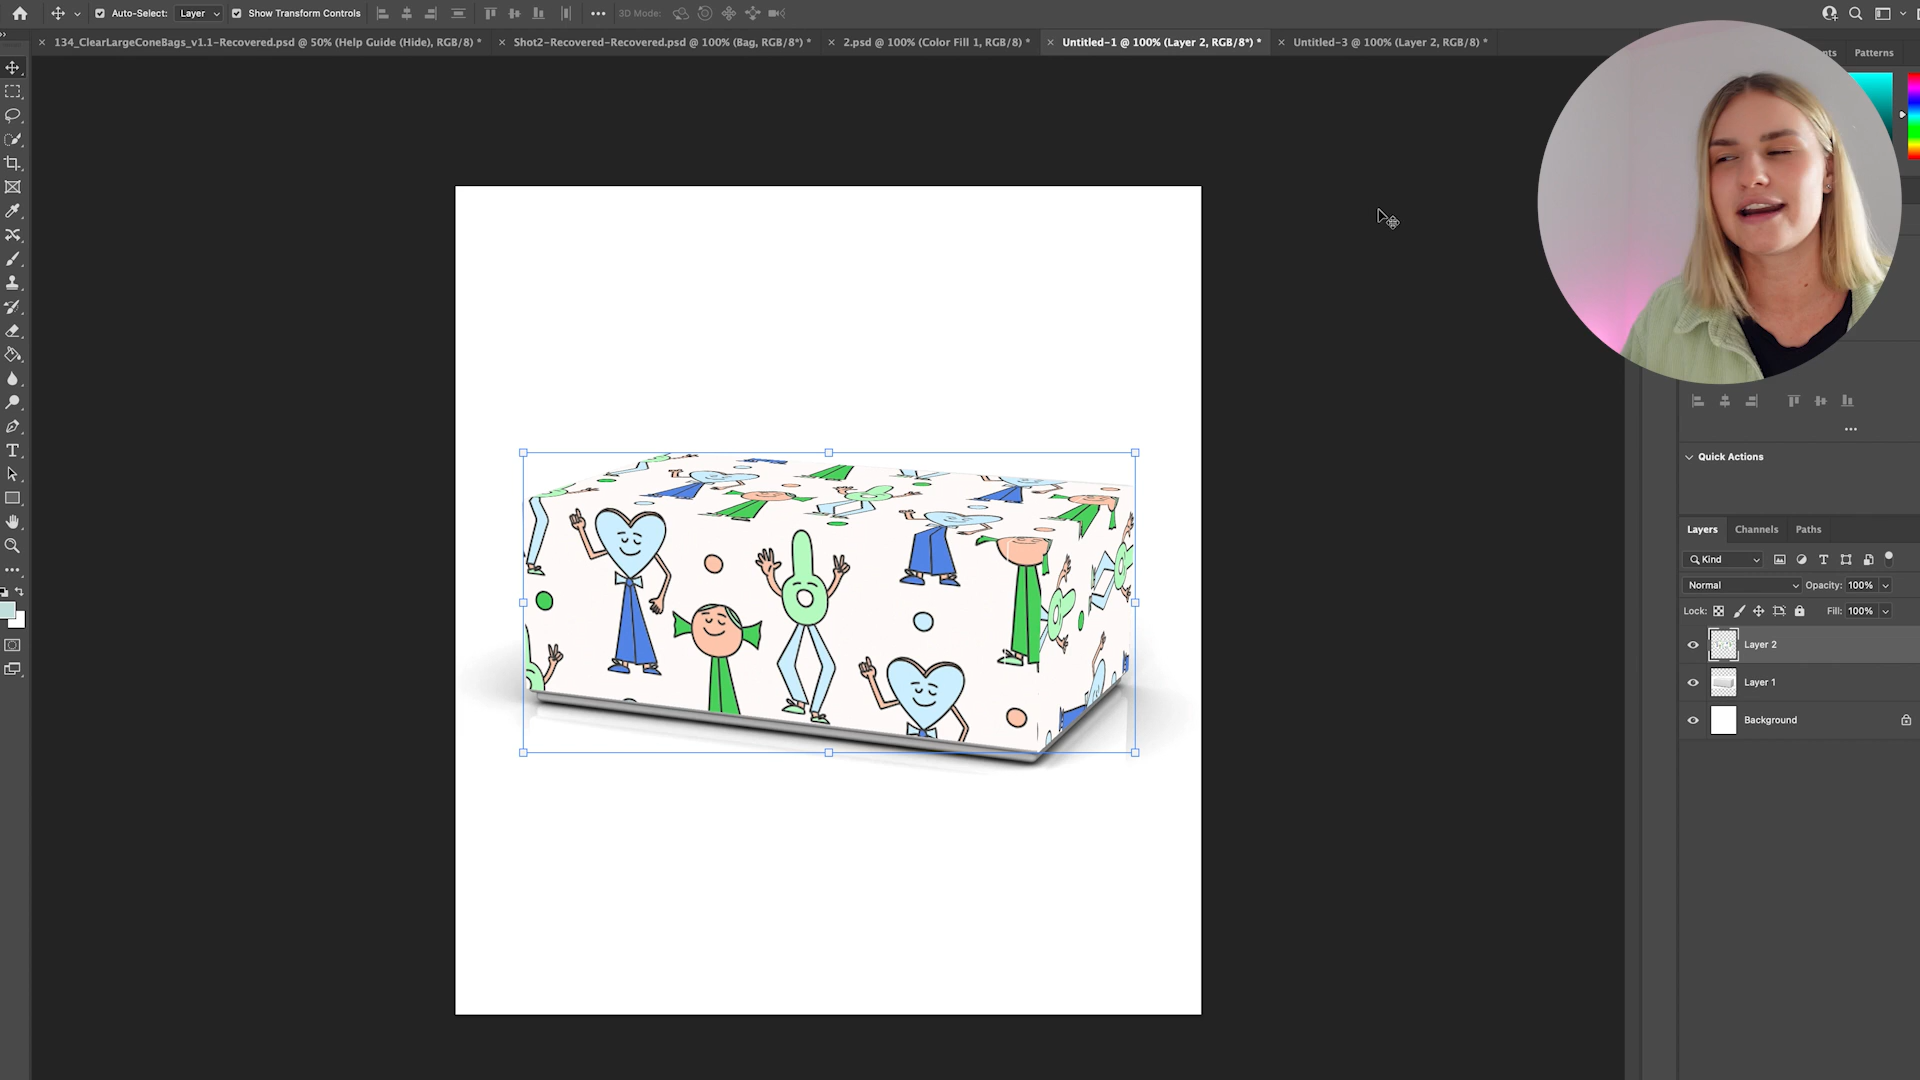 Auto-Select: Layer Show Transform Controls 3D Mode:
134_ClearLargeConeBags_v1.1-Recovered.psd @ 50% (Help Guide (Hide), RGB/8) *
Shot2-Recovered-Recovered.psd @ 100% (Bag, RGB/8*) *
2.psd @ 100% (Color Fill 1, RGB/8) *
Untitled-1 @ 100% (Layer 2, RGB/8*) *
Untitled-3 @ 100% (Layer 2, RGB/8) *
Patterns
Quick Actions
Layers Channels Paths
Kind
Normal Opacity: 100%
Lock: Fill: 100%
Layer 2
Layer 1
Background